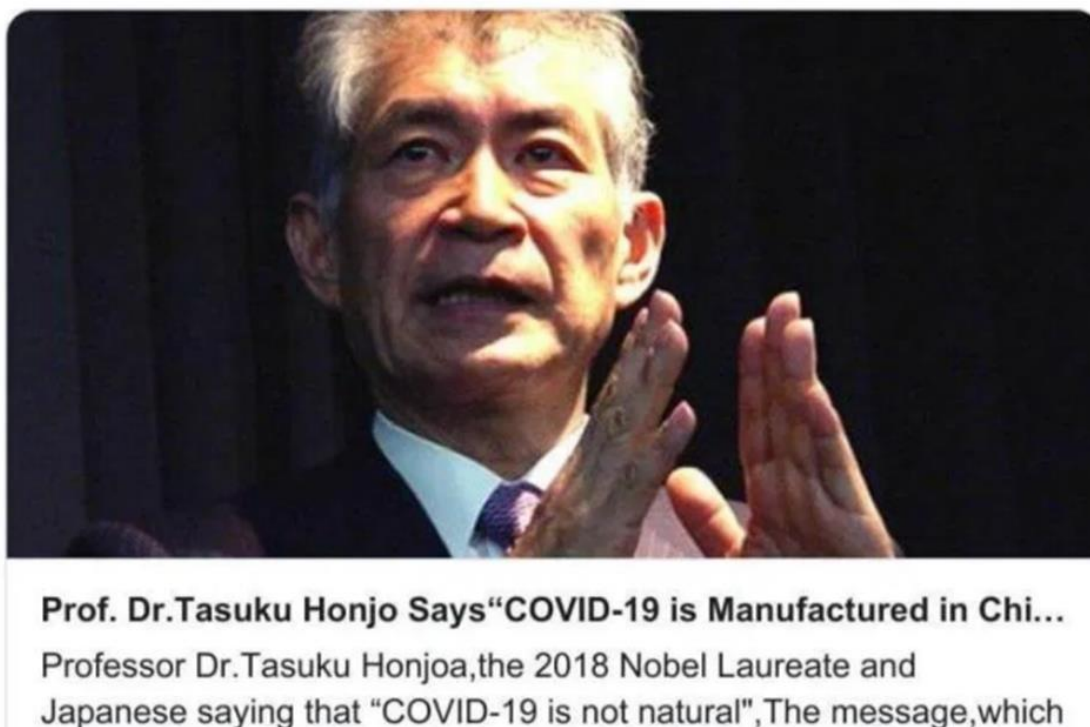 Prof. Dr.Tasuku Honjo Says“COVID-19 is Manufactured in Chi...
Professor Dr.Tasuku Honjoa,the 2018 Nobel Laureate and
Japanese saying that “COVID-19 is not natural",The message,which